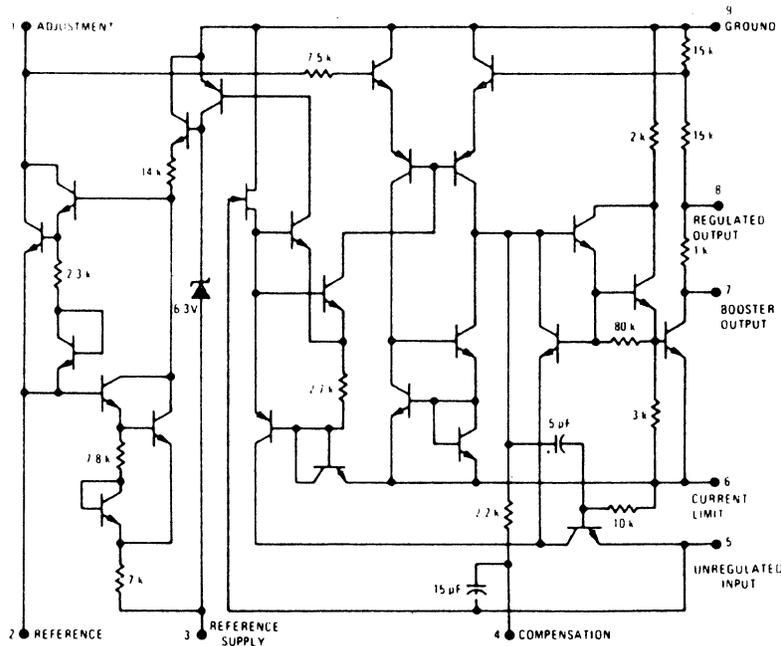 9
1 ADJUSTMENT
GROUND
15 k
7.5 k
2 k
15 k
14 k
8
REGULATED
OUTPUT
2.3 k
1 k
6.3V
7
BOOSTER
OUTPUT
80 k
2.7 k
3 k
5 pF
7.8 k
6
CURRENT
LIMIT
2.2 k
10 k
5
UNREGULATED
INPUT
7 k
15 pF
2 REFERENCE
3 REFERENCE
SUPPLY
4 COMPENSATION